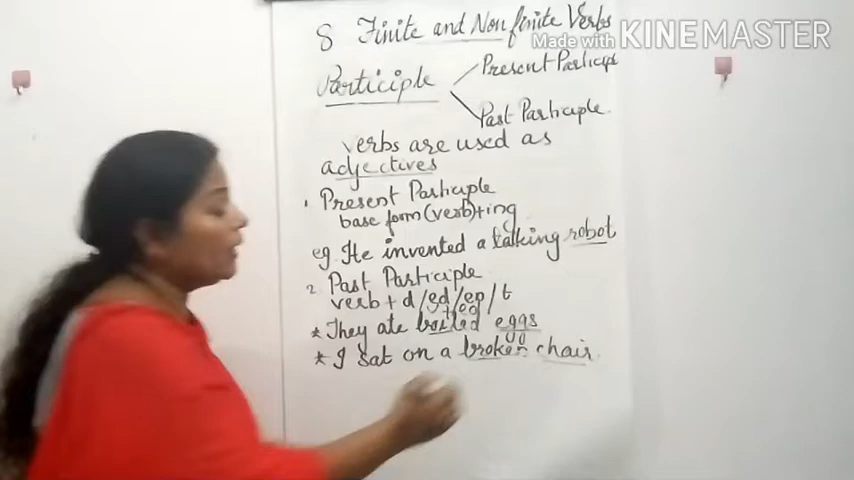 8 Finite and Non finite Verbs
Made with KINEMASTER
Participle
Present Particip
Past Participle.
verbs are used as
adjectives
1. Present Participle
base form (verb)+ing
eg. He invented a talking robot
2. Past Participle
verb + d/ed/en/t
* They ate boiled eggs
* I sat on a broken chair.